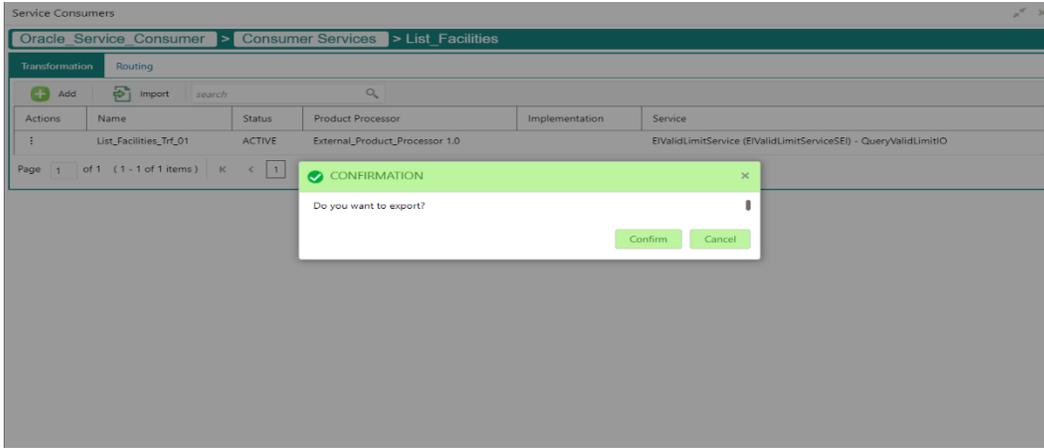 Service Consumers
Oracle_Service_Consumer > Consumer Services > List_Facilities
Transformation Routing
Add Import search
Actions Name Status Product Processor Implementation Service
List_Facilities_Trf_01 ACTIVE External_Product_Processor 1.0 EIValidLimitService (EIValidLimitServiceSEI) - QueryValidLimitIO
Page 1 of 1 (1 - 1 of 1 items) K < 1
CONFIRMATION ×
Do you want to export?
Confirm Cancel